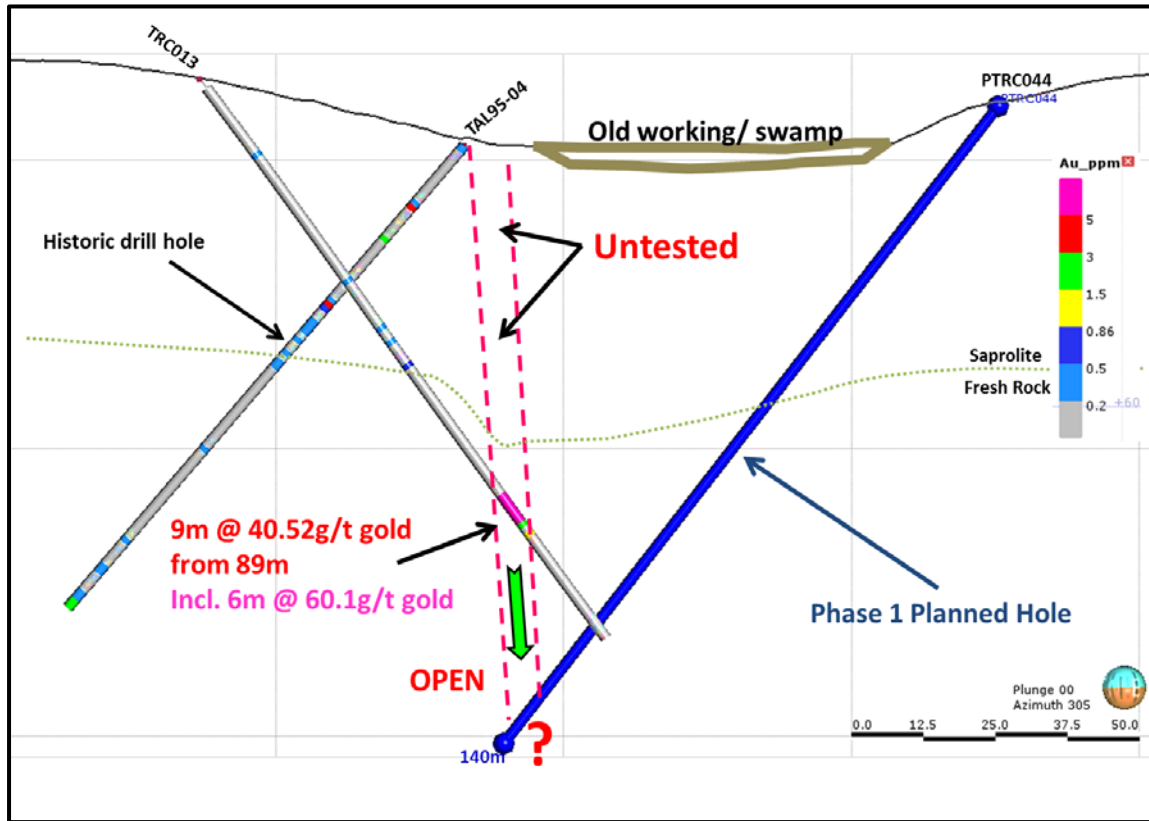 TRC013
TAL95-04
PTRC044
PTRC044
Old working/ swamp
Au_ppm
5
3
1.5
0.86
0.5
0.2
+60
Historic drill hole
Untested
Saprolite
Fresh Rock
9m @ 40.52g/t gold
from 89m
Incl. 6m @ 60.1g/t gold
Phase 1 Planned Hole
OPEN
?
140m
Plunge 00
Azimuth 305
0.0 12.5 25.0 37.5 50.0